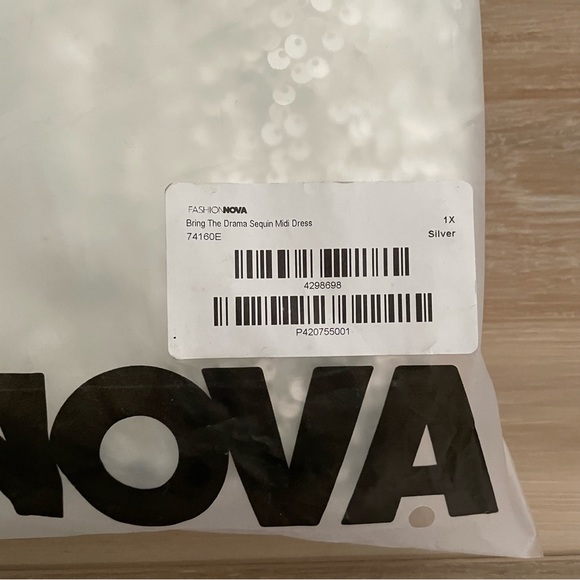 FASHIONNOVA
Bring The Drama Sequin Midi Dress
74160E
1X
Silver
4298698
P420755001
NOVA